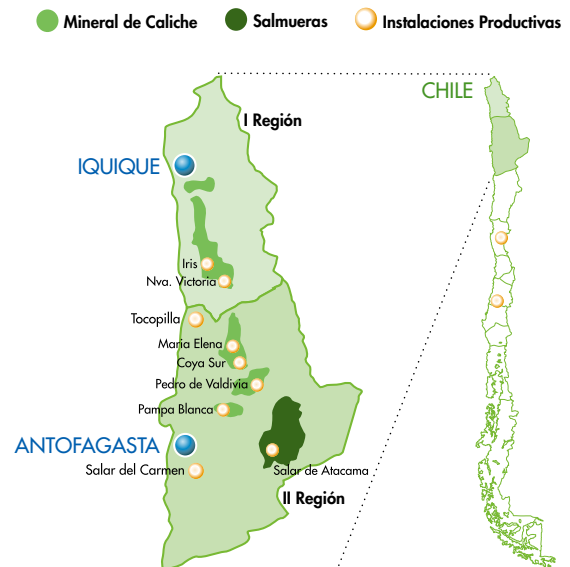 Mineral de Caliche
Salmueras
Instalaciones Productivas
CHILE
I Región
IQUIQUE
Iris
Nva. Victoria
Tocopilla
Maria Elena
Coya Sur
Pedro de Valdivia
Pampa Blanca
ANTOFAGASTA
Salar del Carmen
Salar de Atacama
II Región